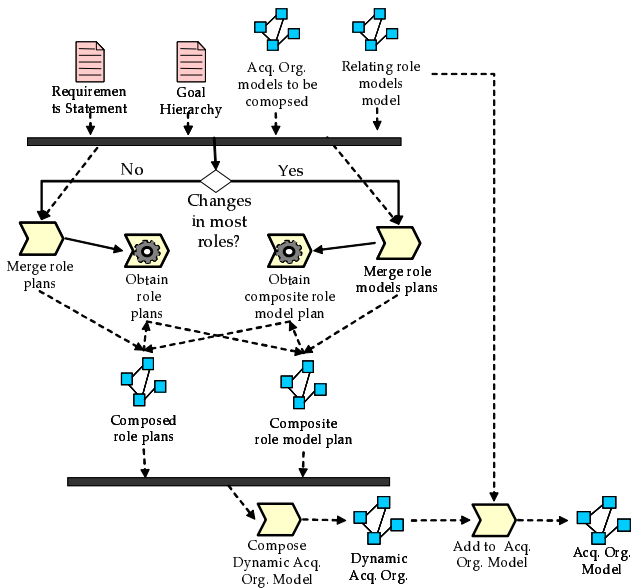 Requiremen
ts Statement
Goal
Hierarchy
Acq. Org.
models to be
comopsed
Relating role
models
model
No
Yes
Changes
in most
roles?
Merge role
plans
Obtain
role
plans
Obtain
composite role
model plan
Merge role
models plans
Composed
role plans
Composite
role model plan
Compose
Dynamic Acq.
Org. Model
Dynamic
Acq. Org.
Add to Acq.
Org. Model
Acq. Org.
Model